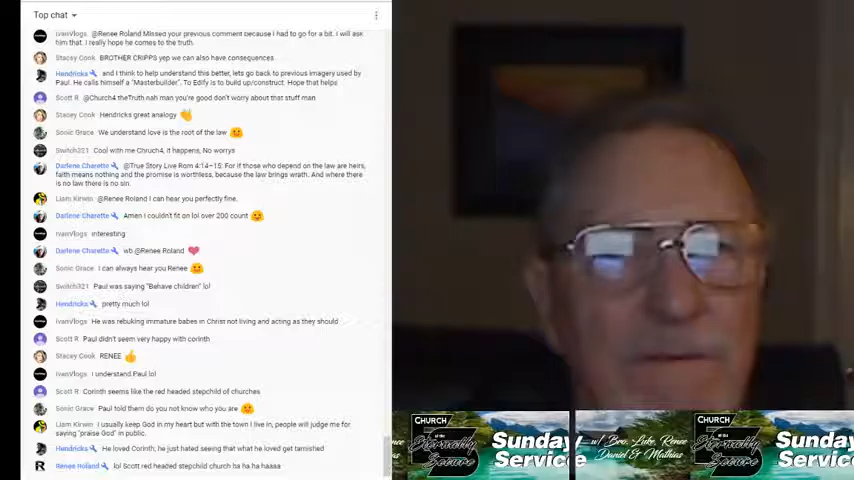 Top chat
IvanVlogs @Renee Roland Missed your previous comment because I had to go for a bit. I will ask
him that. I really hope he comes to the truth.
Stacey Cook BROTHER CRIPPS yep we can also have consequences.
Hendricks and I think to help understand this better, lets go back to previous imagery used by
Paul. He calls himself a "Masterbuilder". To Edify is to build up/construct. Hope that helps
Scott R @Church4 theTruth nah man you're good don't worry about that stuff man
Stacey Cook Hendricks great analogy
Sonic Grace We understand love is the root of the law
Switch321 Cool with me Chruch4, it happens, No worrys
Darlene Charette @True Story Live Rom 4:14-15: For if those who depend on the law are heirs,
faith means nothing and the promise is worthless, because the law brings wrath. And where there
is no law there is no sin.
Liam Kirwin @Renee Roland I can hear you perfectly fine.
Darlene Charette Amen I couldn't fit on lol over 200 count
IvanVlogs interesting
Darlene Charette wb @Renee Roland
Sonic Grace I can always hear you Renee
Switch321 Paul was saying "Behave children" lol
Hendricks pretty much lol
IvanVlogs He was rebuking immature babes in Christ not living and acting as they should
Scott R Paul didn't seem very happy with corinth
Stacey Cook RENEE
IvanVlogs I understand Paul lol
Scott R Corinth seems like the red headed stepchild of churches
Sonic Grace Paul told them do you not know who you are
Liam Kirwin I usually keep God in my heart but with the town I live in, people will judge me for
saying "praise God" in public.
Hendricks He loved Corinth, he just hated seeing that what he loved get tarnished
R Renee Roland lol Scott red headed stepchild church ha ha ha haaaa
CHURCH
OF THE
Eternally
Secure
Sunday
Service
w/ Bro. Luke, Renee
Daniel & Mathias
CHURCH
OF THE
Eternally
Secure
Sunday
Service